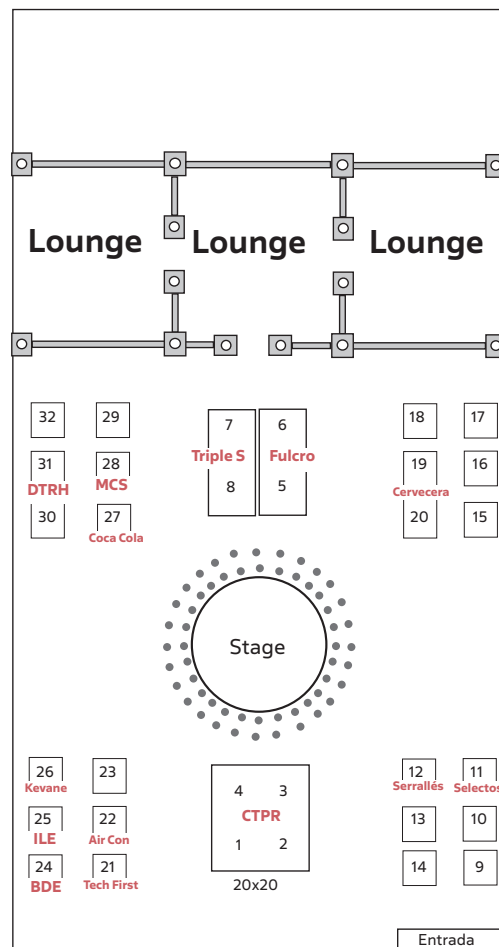 Lounge Lounge Lounge
32 29 7 6 18 17
31 28 Triple S Fulcro 19 16
DTRH MCS 8 5 Cervecera
30 27 20 15
Coca Cola
Stage
26 23 4 3 12 11
Kevane Serrallés Selectos
25 22 CTPR 13 10
ILE Air Con 1 2
24 21 14 9
BDE Tech First
20x20
Entrada